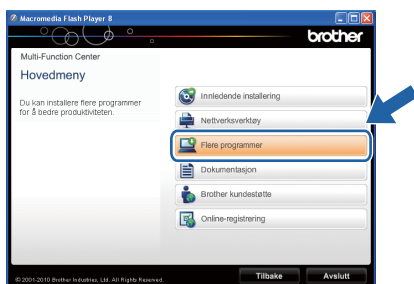 Macromedia Flash Player 8
brother
Multi-Function Center
Hovedmeny
Du kan installere flere programmer
for å bedre produktiviteten.
Innledende installering
Nettverksverktøy
Flere programmer
Dokumentasjon
Brother kundestøtte
Online-registrering
© 2001-2010 Brother Industries, Ltd. All Rights Reserved.
Tilbake
Avslutt